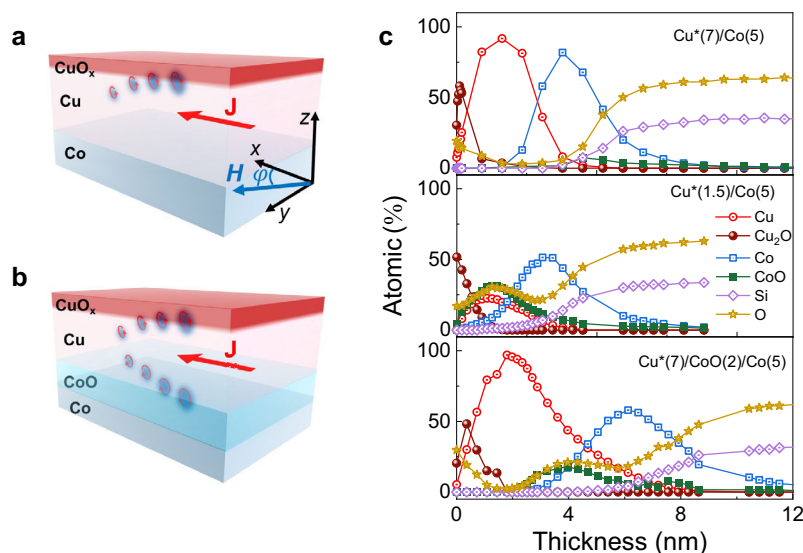 a
CuOₓ
Cu
J
Co
z
x
H φ
y
b
CuOₓ
Cu
J
CoO
Co
c
Cu*(7)/Co(5)
100
50
0
Cu*(1.5)/Co(5)
100
50
0
Cu
Cu₂O
Co
CoO
Si
O
Cu*(7)/CoO(2)/Co(5)
100
50
0
Atomic (%)
0 4 8 12
Thickness (nm)